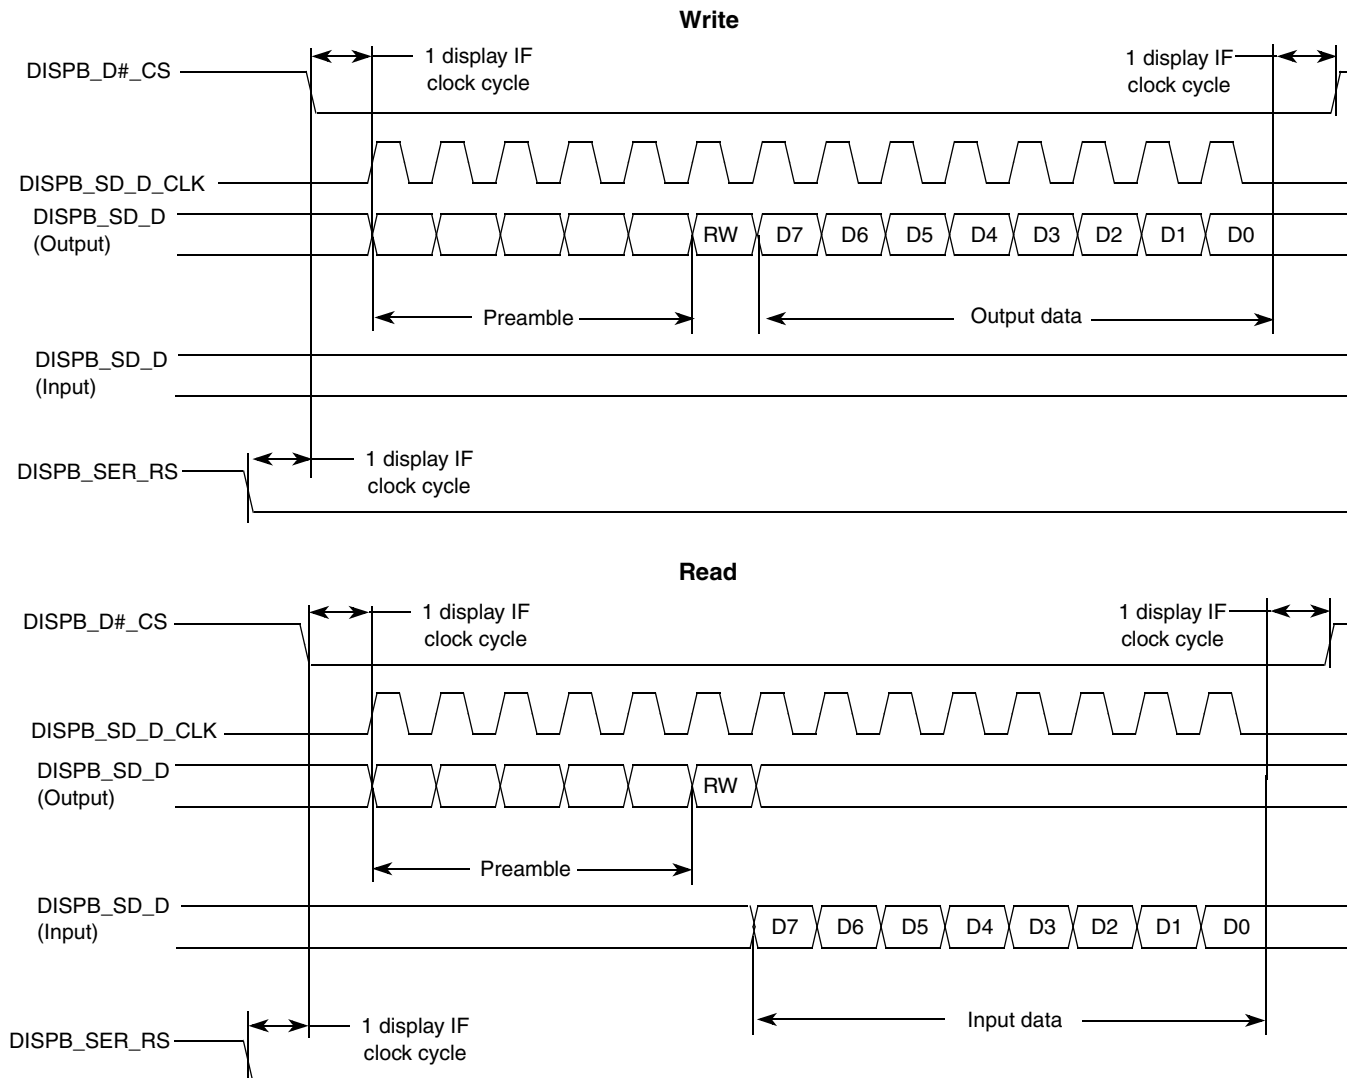 Write
DISPB_D#_CS
1 display IF
clock cycle
1 display IF
clock cycle
DISPB_SD_D_CLK
DISPB_SD_D
(Output)
RW D7 D6 D5 D4 D3 D2 D1 D0
Preamble
Output data
DISPB_SD_D
(Input)
DISPB_SER_RS
1 display IF
clock cycle
Read
DISPB_D#_CS
1 display IF
clock cycle
1 display IF
clock cycle
DISPB_SD_D_CLK
DISPB_SD_D
(Output)
RW
Preamble
DISPB_SD_D
(Input)
D7 D6 D5 D4 D3 D2 D1 D0
Input data
DISPB_SER_RS
1 display IF
clock cycle